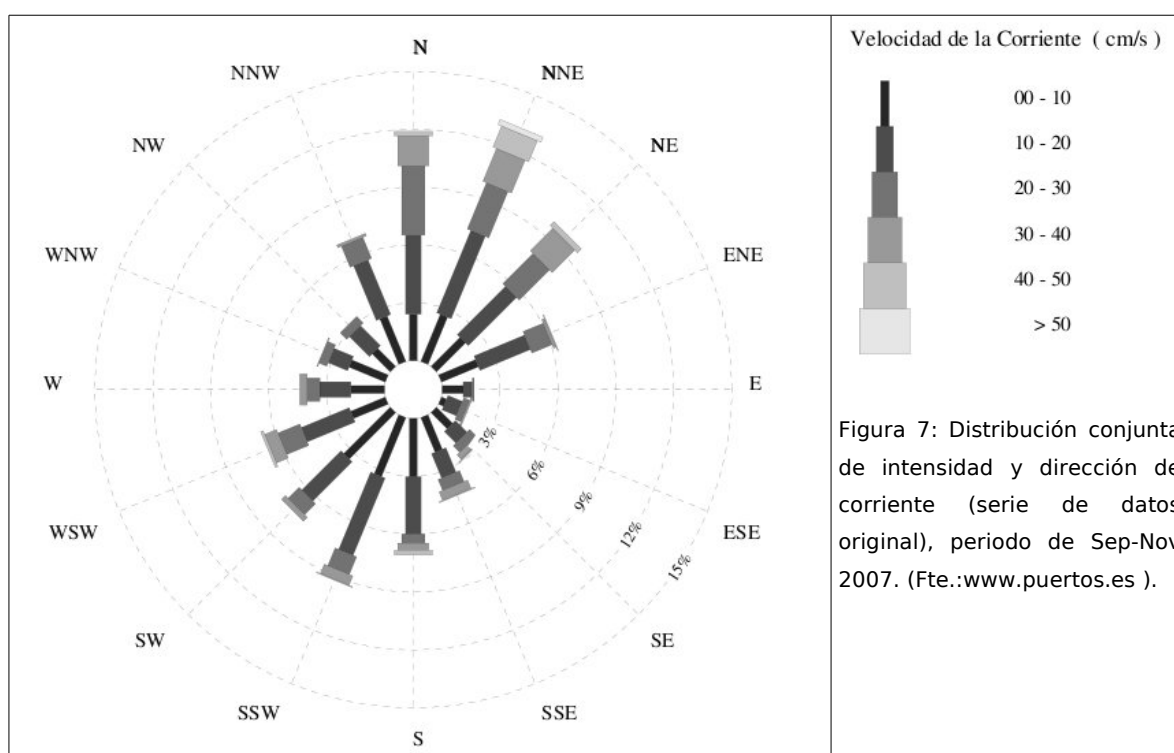 N
NNW
NNE
NW
NE
WNW
ENE
W
E
3%
6%
9%
12%
15%
WSW
ESE
SW
SE
SSW
SSE
S
Velocidad de la Corriente ( cm/s )
00 - 10
10 - 20
20 - 30
30 - 40
40 - 50
> 50
Figura 7: Distribución conjunta
de intensidad y dirección de
corriente (serie de datos
original), periodo de Sep-Nov
2007. (Fte.:www.puertos.es ).